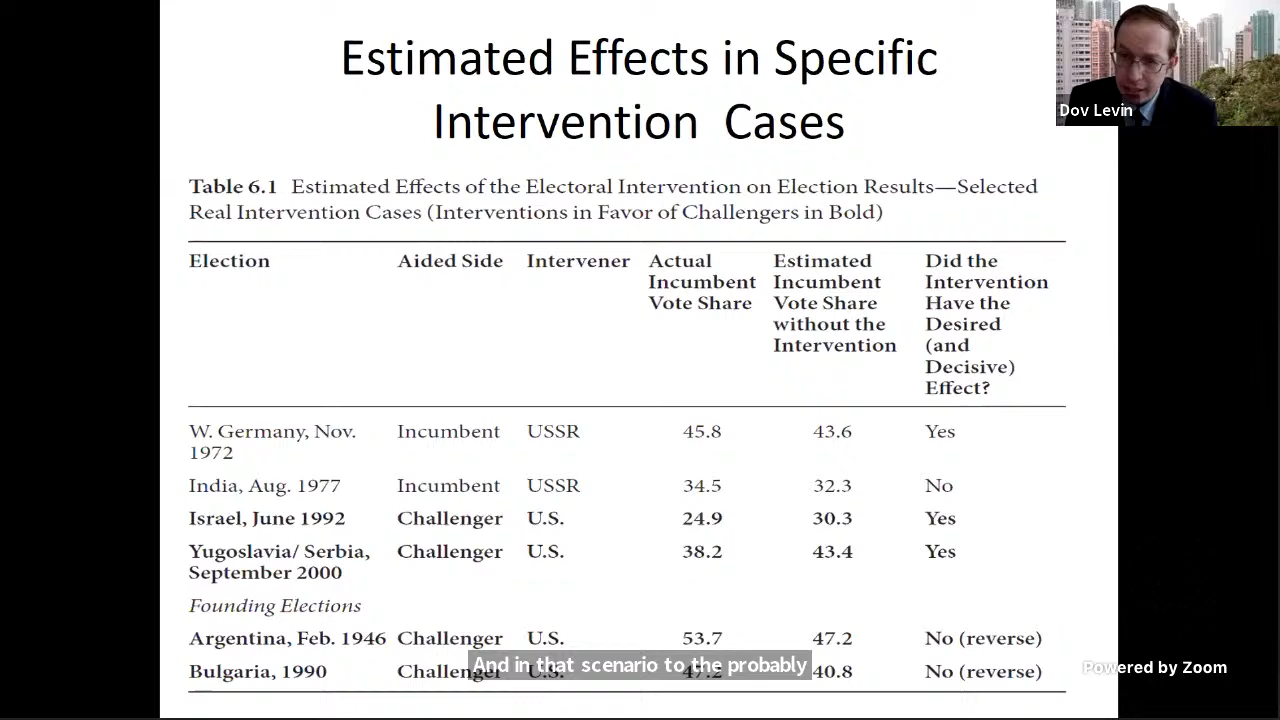 Estimated Effects in Specific
Intervention Cases
Dov Levin
Table 6.1 Estimated Effects of the Electoral Intervention on Election Results—Selected
Real Intervention Cases (Interventions in Favor of Challengers in Bold)
Election Aided Side Intervener Actual Incumbent Vote Share Estimated Incumbent Vote Share without the Intervention Did the Intervention Have the Desired (and Decisive) Effect?
W. Germany, Nov. 1972 Incumbent USSR 45.8 43.6 Yes
India, Aug. 1977 Incumbent USSR 34.5 32.3 No
Israel, June 1992 Challenger U.S. 24.9 30.3 Yes
Yugoslavia/ Serbia, September 2000 Challenger U.S. 38.2 43.4 Yes
Founding Elections
Argentina, Feb. 1946 Challenger U.S. 53.7 47.2 No (reverse)
Bulgaria, 1990 Challenger U.S. 47.2 40.8 No (reverse)
And in that scenario to the probably
Powered by Zoom